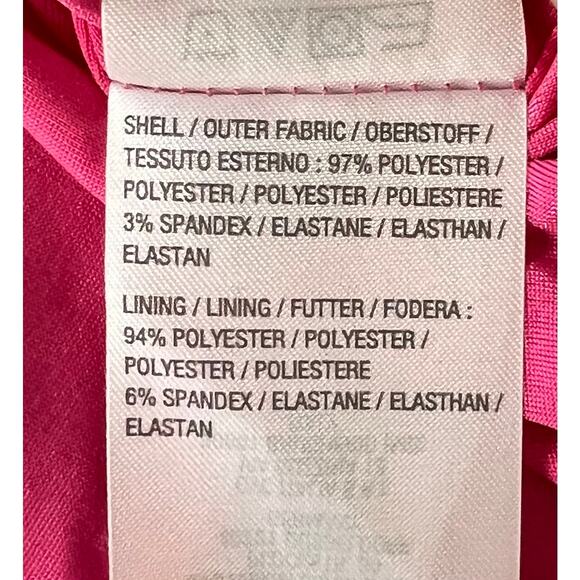 SHELL / OUTER FABRIC / OBERSTOFF /
TESSUTO ESTERNO : 97% POLYESTER /
POLYESTER / POLYESTER / POLIESTERE
3% SPANDEX / ELASTANE / ELASTHAN /
ELASTAN
LINING / LINING / FUTTER / FODERA :
94% POLYESTER / POLYESTER /
POLYESTER / POLIESTERE
6% SPANDEX / ELASTANE / ELASTHAN /
ELASTAN